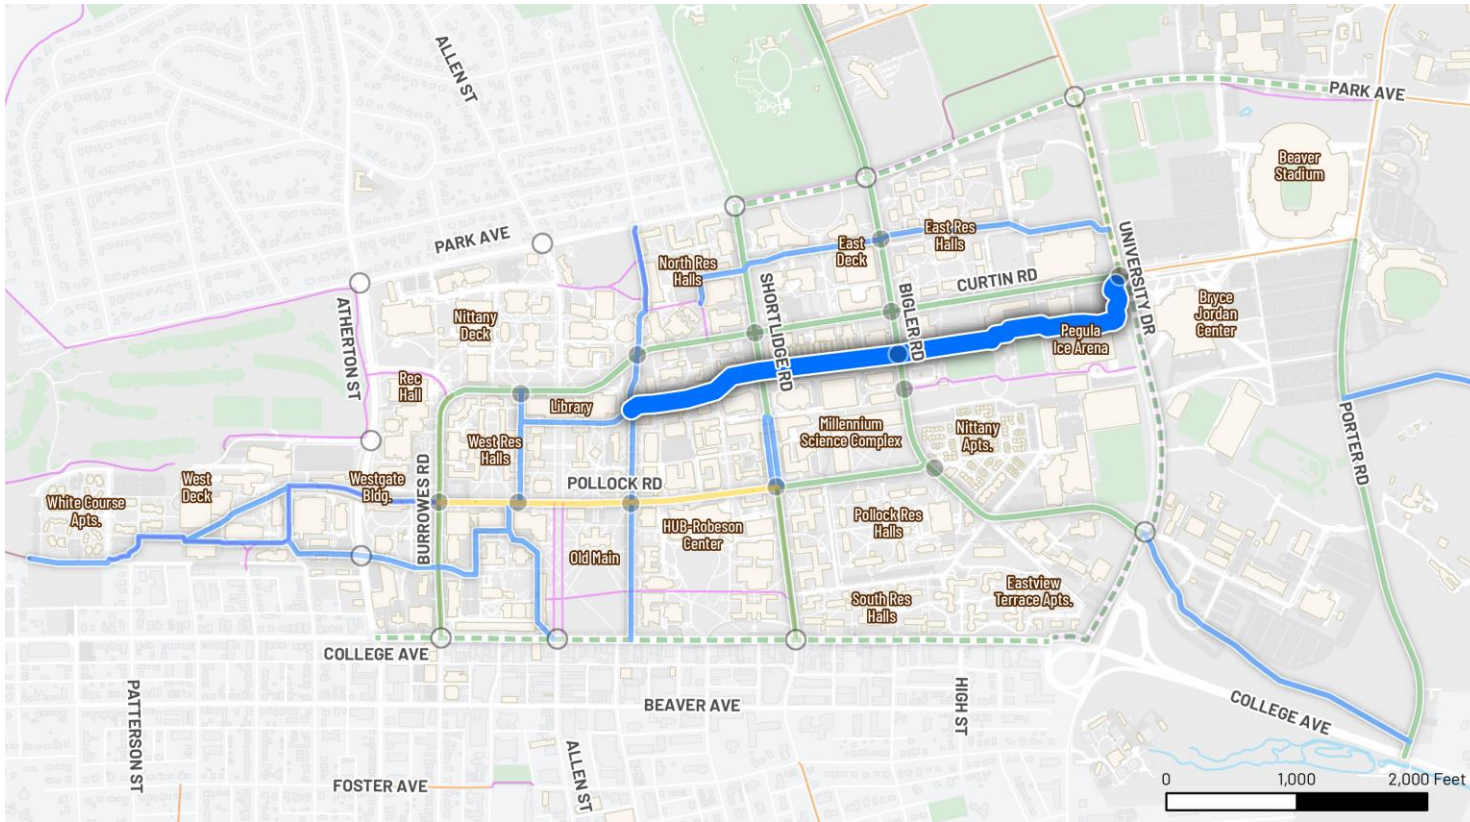 ALLEN ST
PARK AVE
Beaver
Stadium
PARK AVE
North Res
Halls
East
Deck
East Res
Halls
UNIVERSITY DR
SHORTLIDGE RD
BIGLER RD
CURTIN RD
ATHERTON ST
Nittany
Deck
Bryce
Jordan
Center
Pegula
Ice Arena
Rec
Hall
Library
West Res
Halls
Millennium
Science Complex
Nittany
Apts.
PORTER RD
BURROWES RD
West
Deck
Westgate
Bldg.
White Course
Apts.
POLLOCK RD
HUB-Robeson
Center
Pollock Res
Halls
Old Main
South Res
Halls
Eastview
Terrace Apts.
COLLEGE AVE
PATTERSON ST
BEAVER AVE
HIGH ST
COLLEGE AVE
ALLEN ST
FOSTER AVE
0 1,000 2,000 Feet